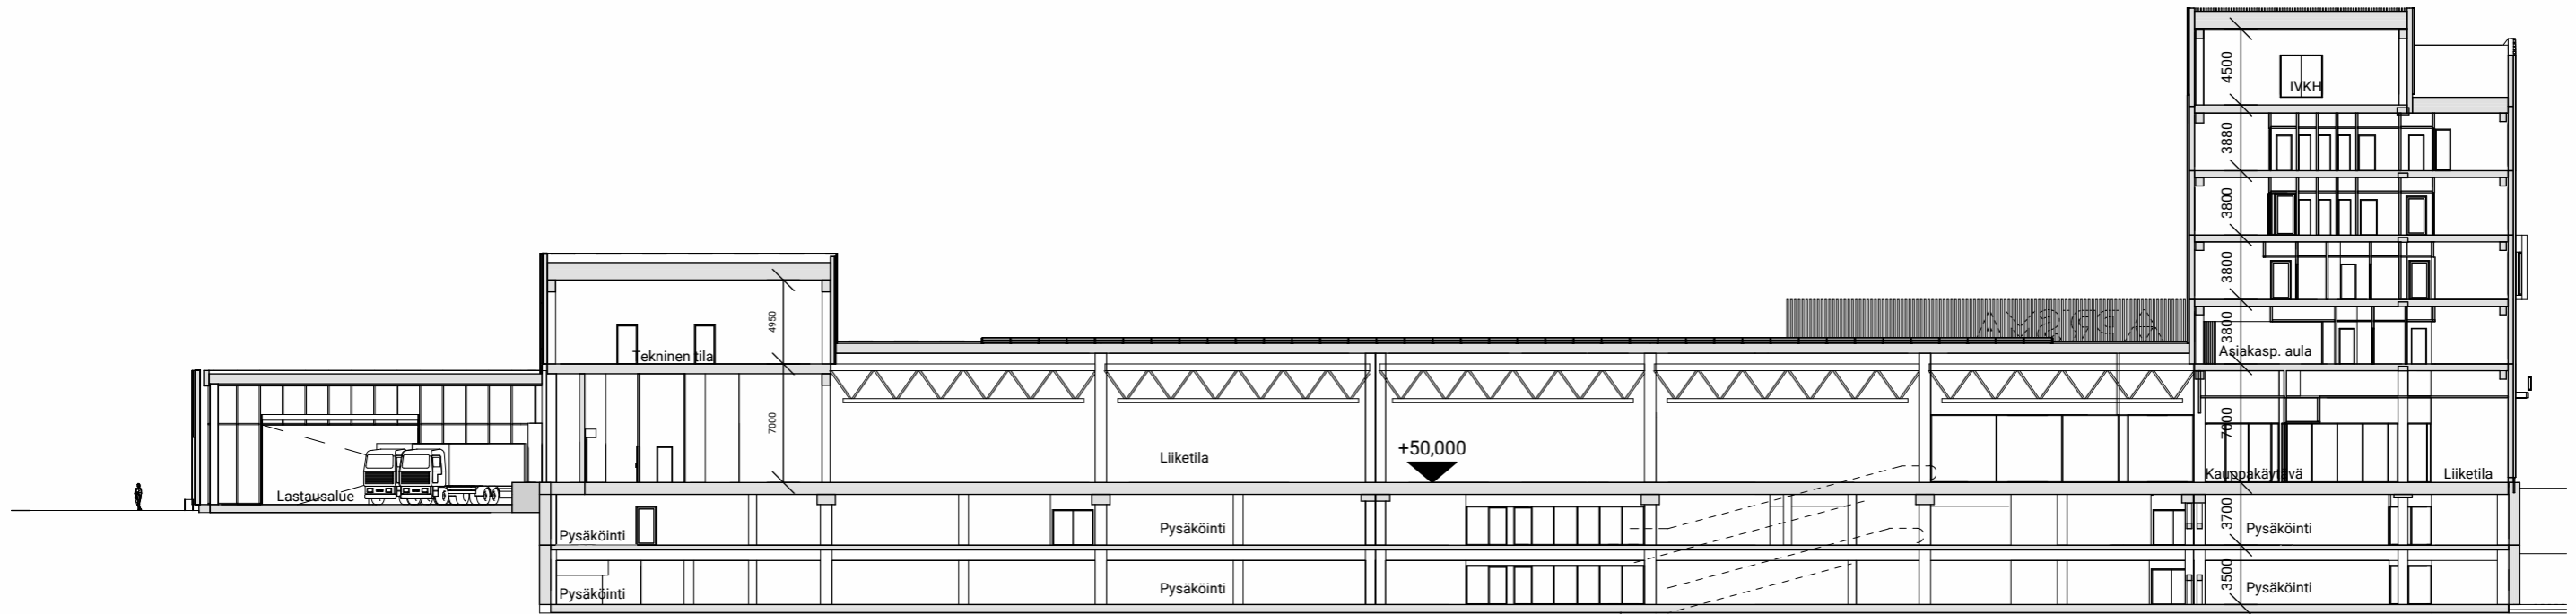 4500
IVKH
3880
3800
3800
3800
Asiakasp. aula
4950
Tekninen tila
7000
7000
+50,000
Liiketila
Lastausalue
Kauppakäytävä
Liiketila
3700
Pysäköinti
Pysäköinti
Pysäköinti
3500
Pysäköinti
Pysäköinti
Pysäköinti